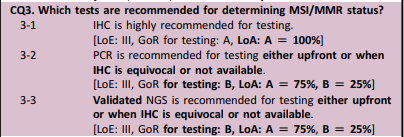 CQ3. Which tests are recommended for determining MSI/MMR status?
3-1 IHC is highly recommended for testing.
[LoE: III, GoR for testing: A, LoA: A = 100%]
3-2 PCR is recommended for testing either upfront or when
IHC is equivocal or not available.
[LoE: III, GoR for testing: B, LoA: A = 75%, B = 25%]
3-3 Validated NGS is recommended for testing either upfront
or when IHC is equivocal or not available.
[LoE: III, GoR for testing: B, LoA: A = 75%, B = 25%]